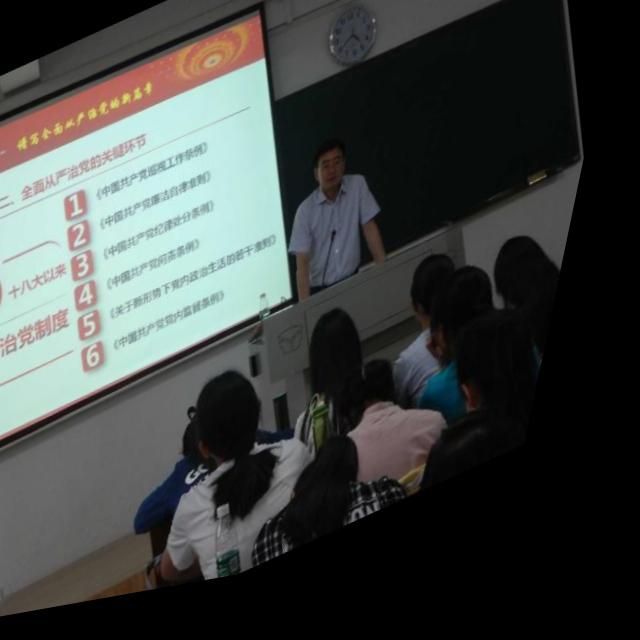 谱写全面从严治党的新篇章
二、全面从严治党的关键环节
1 《中国共产党巡视工作条例》
2 《中国共产党廉洁自律准则》
十八大以来
3 《中国共产党纪律处分条例》
4 《中国共产党问责条例》
治党制度
5 《关于新形势下党内政治生活的若干准则》
6 《中国共产党党内监督条例》